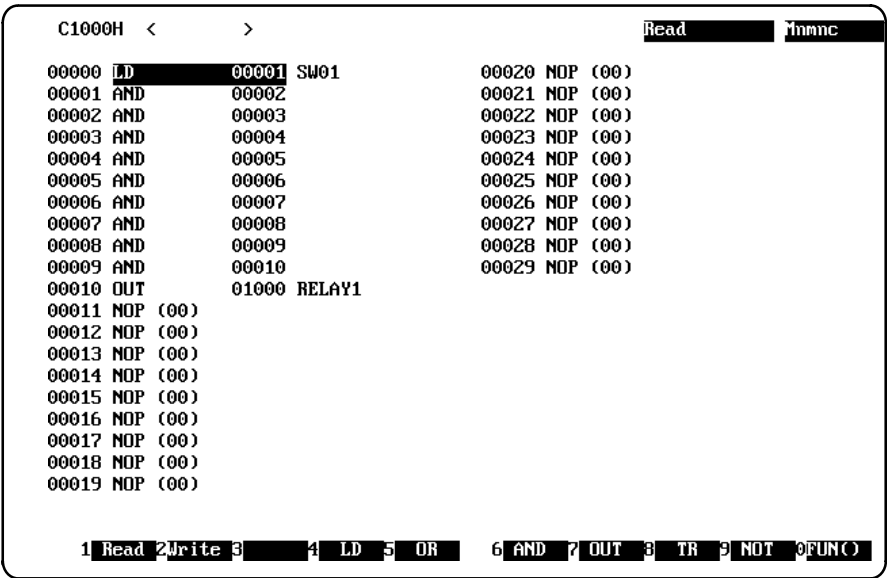 C1000H < > Read Mnmnc
00000 LD 00001 SW01 00020 NOP (00)
00001 AND 00002 00021 NOP (00)
00002 AND 00003 00022 NOP (00)
00003 AND 00004 00023 NOP (00)
00004 AND 00005 00024 NOP (00)
00005 AND 00006 00025 NOP (00)
00006 AND 00007 00026 NOP (00)
00007 AND 00008 00027 NOP (00)
00008 AND 00009 00028 NOP (00)
00009 AND 00010 00029 NOP (00)
00010 OUT 01000 RELAY1
00011 NOP (00)
00012 NOP (00)
00013 NOP (00)
00014 NOP (00)
00015 NOP (00)
00016 NOP (00)
00017 NOP (00)
00018 NOP (00)
00019 NOP (00)
1 Read 2Write 3 4 LD 5 OR 6 AND 7 OUT 8 TR 9 NOT 0FUN()